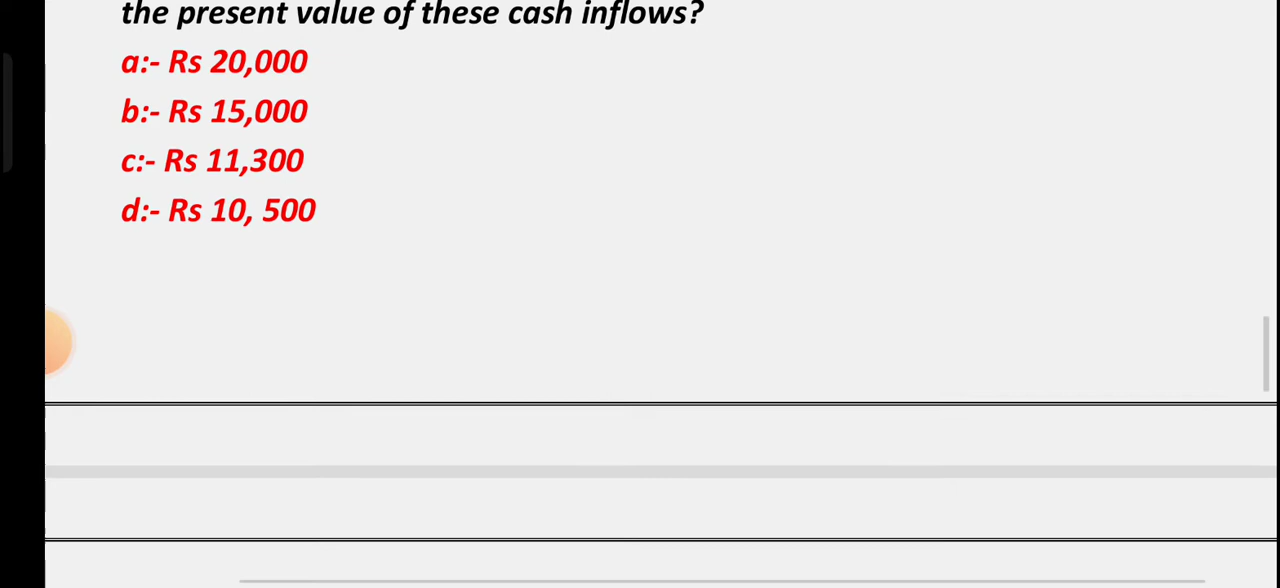 the present value of these cash inflows?
a:- Rs 20,000
b:- Rs 15,000
c:- Rs 11,300
d:- Rs 10, 500